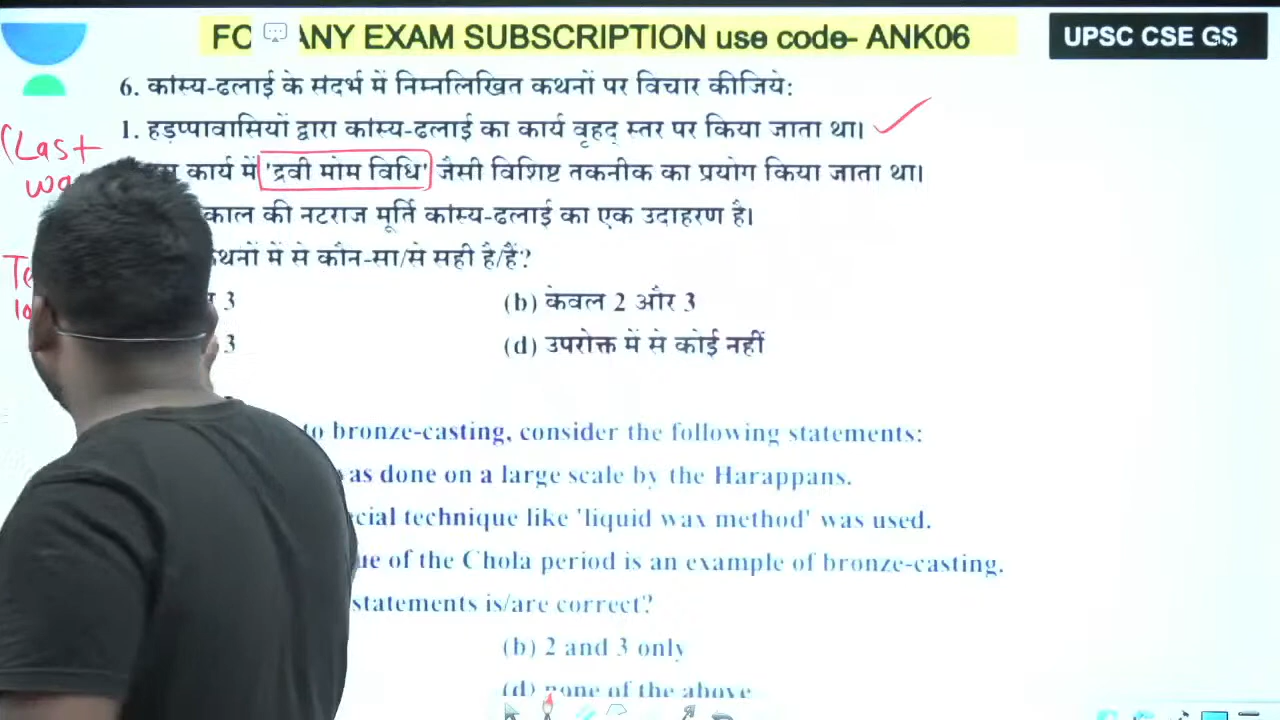 ANY EXAM SUBSCRIPTION use code- ANK06
UPSC CSE GS
6. कांस्य-ढलाई के संदर्भ में निम्नलिखित कथनों पर विचार कीजिये:
1. हड़प्पावासियों द्वारा कांस्य-ढलाई का कार्य वृहद् स्तर पर किया जाता था।
(Last
कार्य में 'द्रवी मोम विधि' जैसी विशिष्ट तकनीक का प्रयोग किया जाता था।
काल की नटराज मूर्ति कांस्य-ढलाई का एक उदाहरण है।
में से कौन-सा/से सही है/हैं?
3
(b) केवल 2 और 3
3
(d) उपरोक्त में से कोई नहीं
to bronze-casting, consider the following statements:
as done on a large scale by the Harappans.
technique like 'liquid wax method' was used.
of the Chola period is an example of bronze-casting.
statements is/are correct?
(b) 2 and 3 only
(d) none of the above